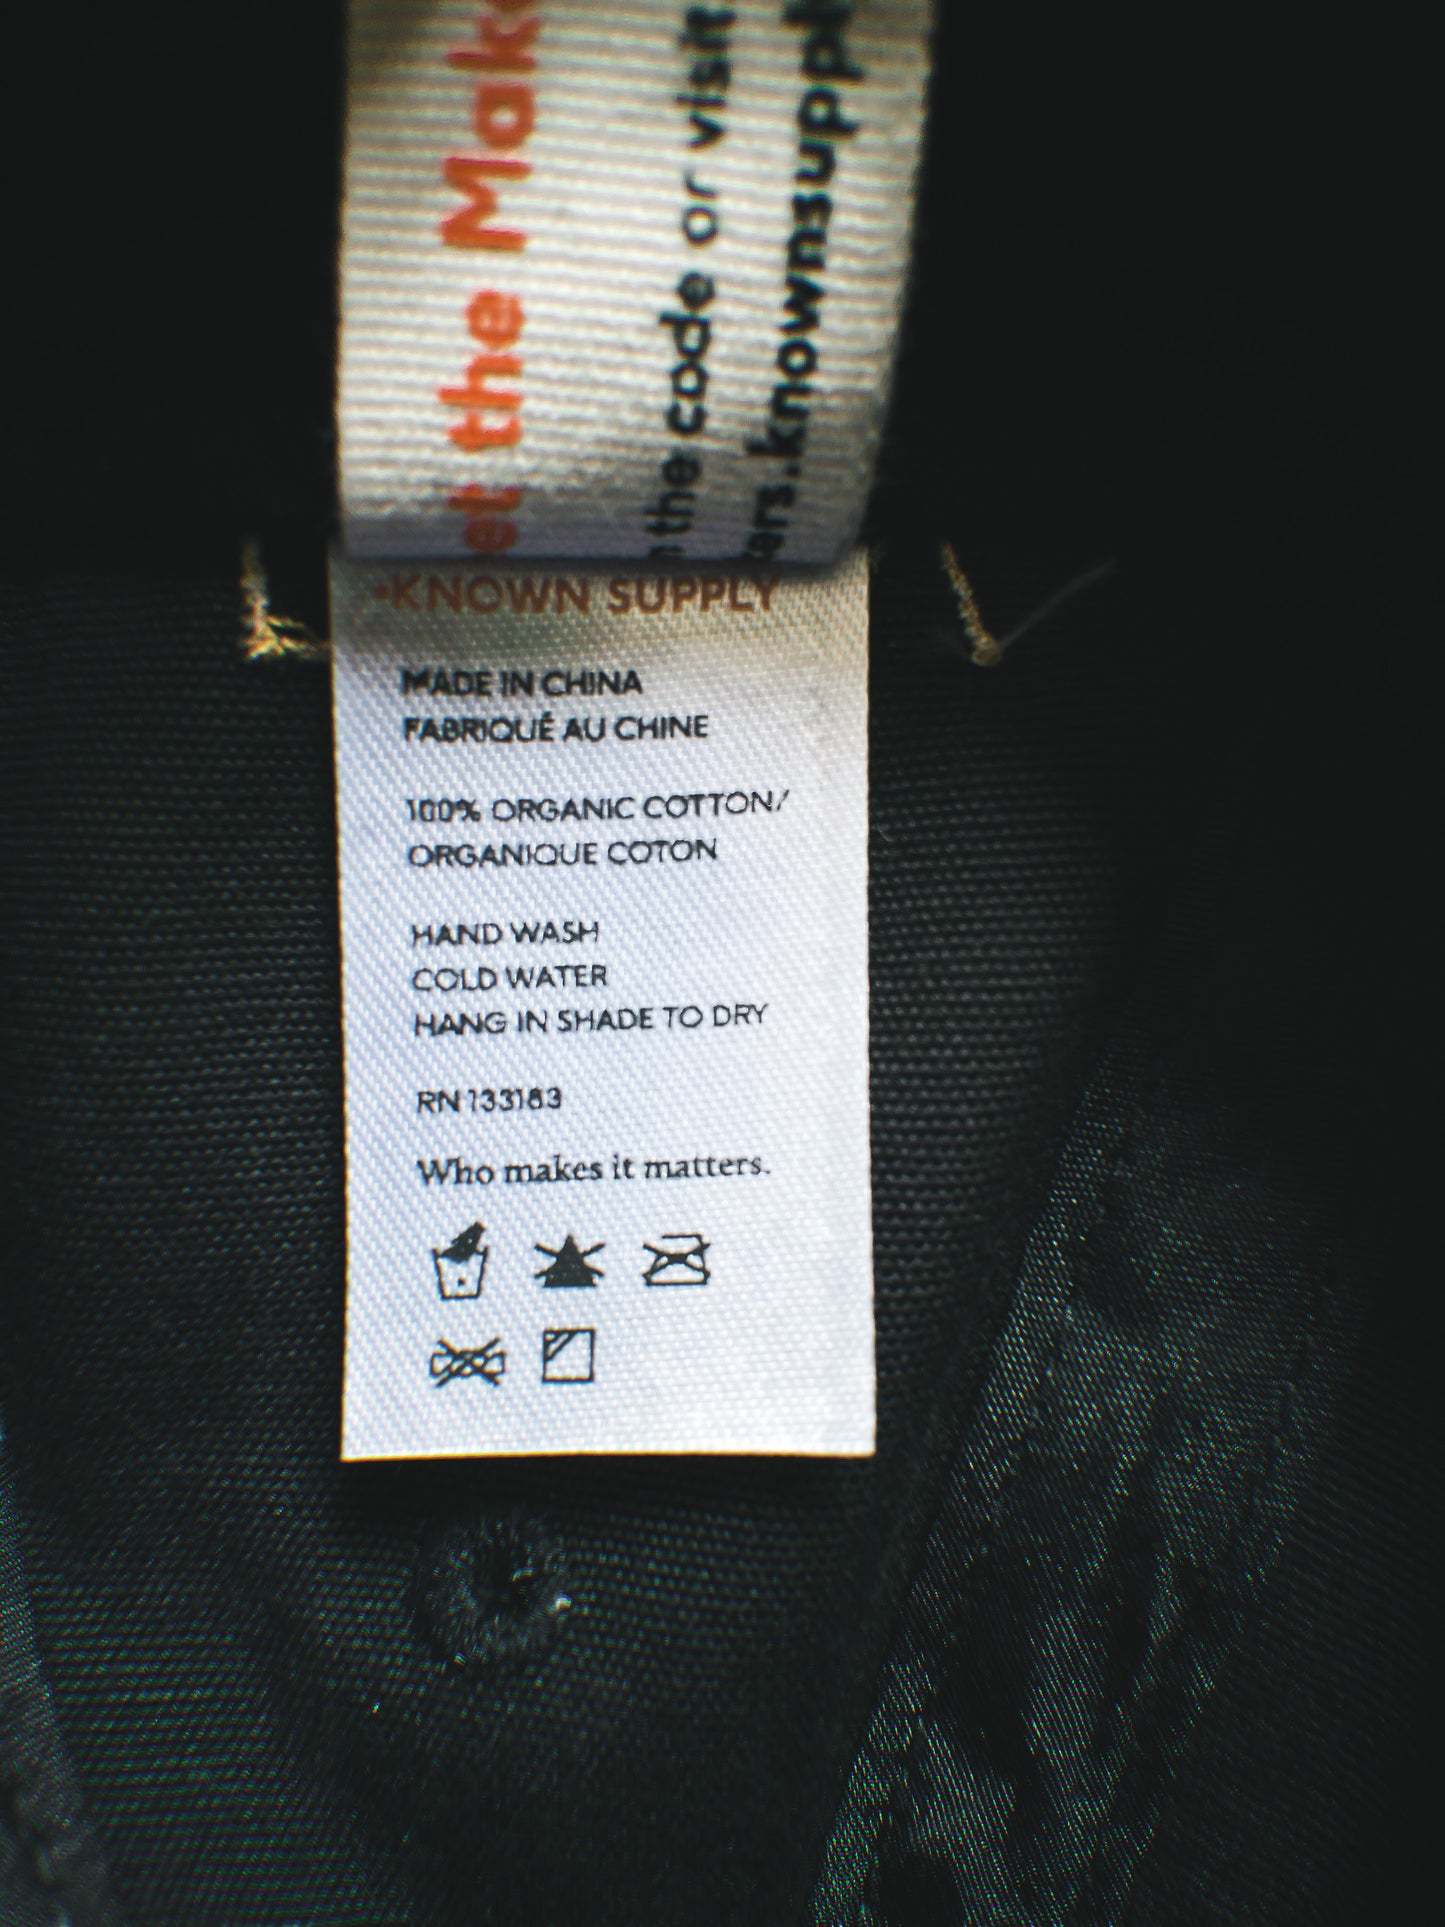 et the Mak
the code or visit
ers.knownsuppl
KNOWN SUPPLY
MADE IN CHINA
FABRIQUÉ AU CHINE
100% ORGANIC COTTON/
ORGANIQUE COTON
HAND WASH
COLD WATER
HANG IN SHADE TO DRY
RN 133183
Who makes it matters.